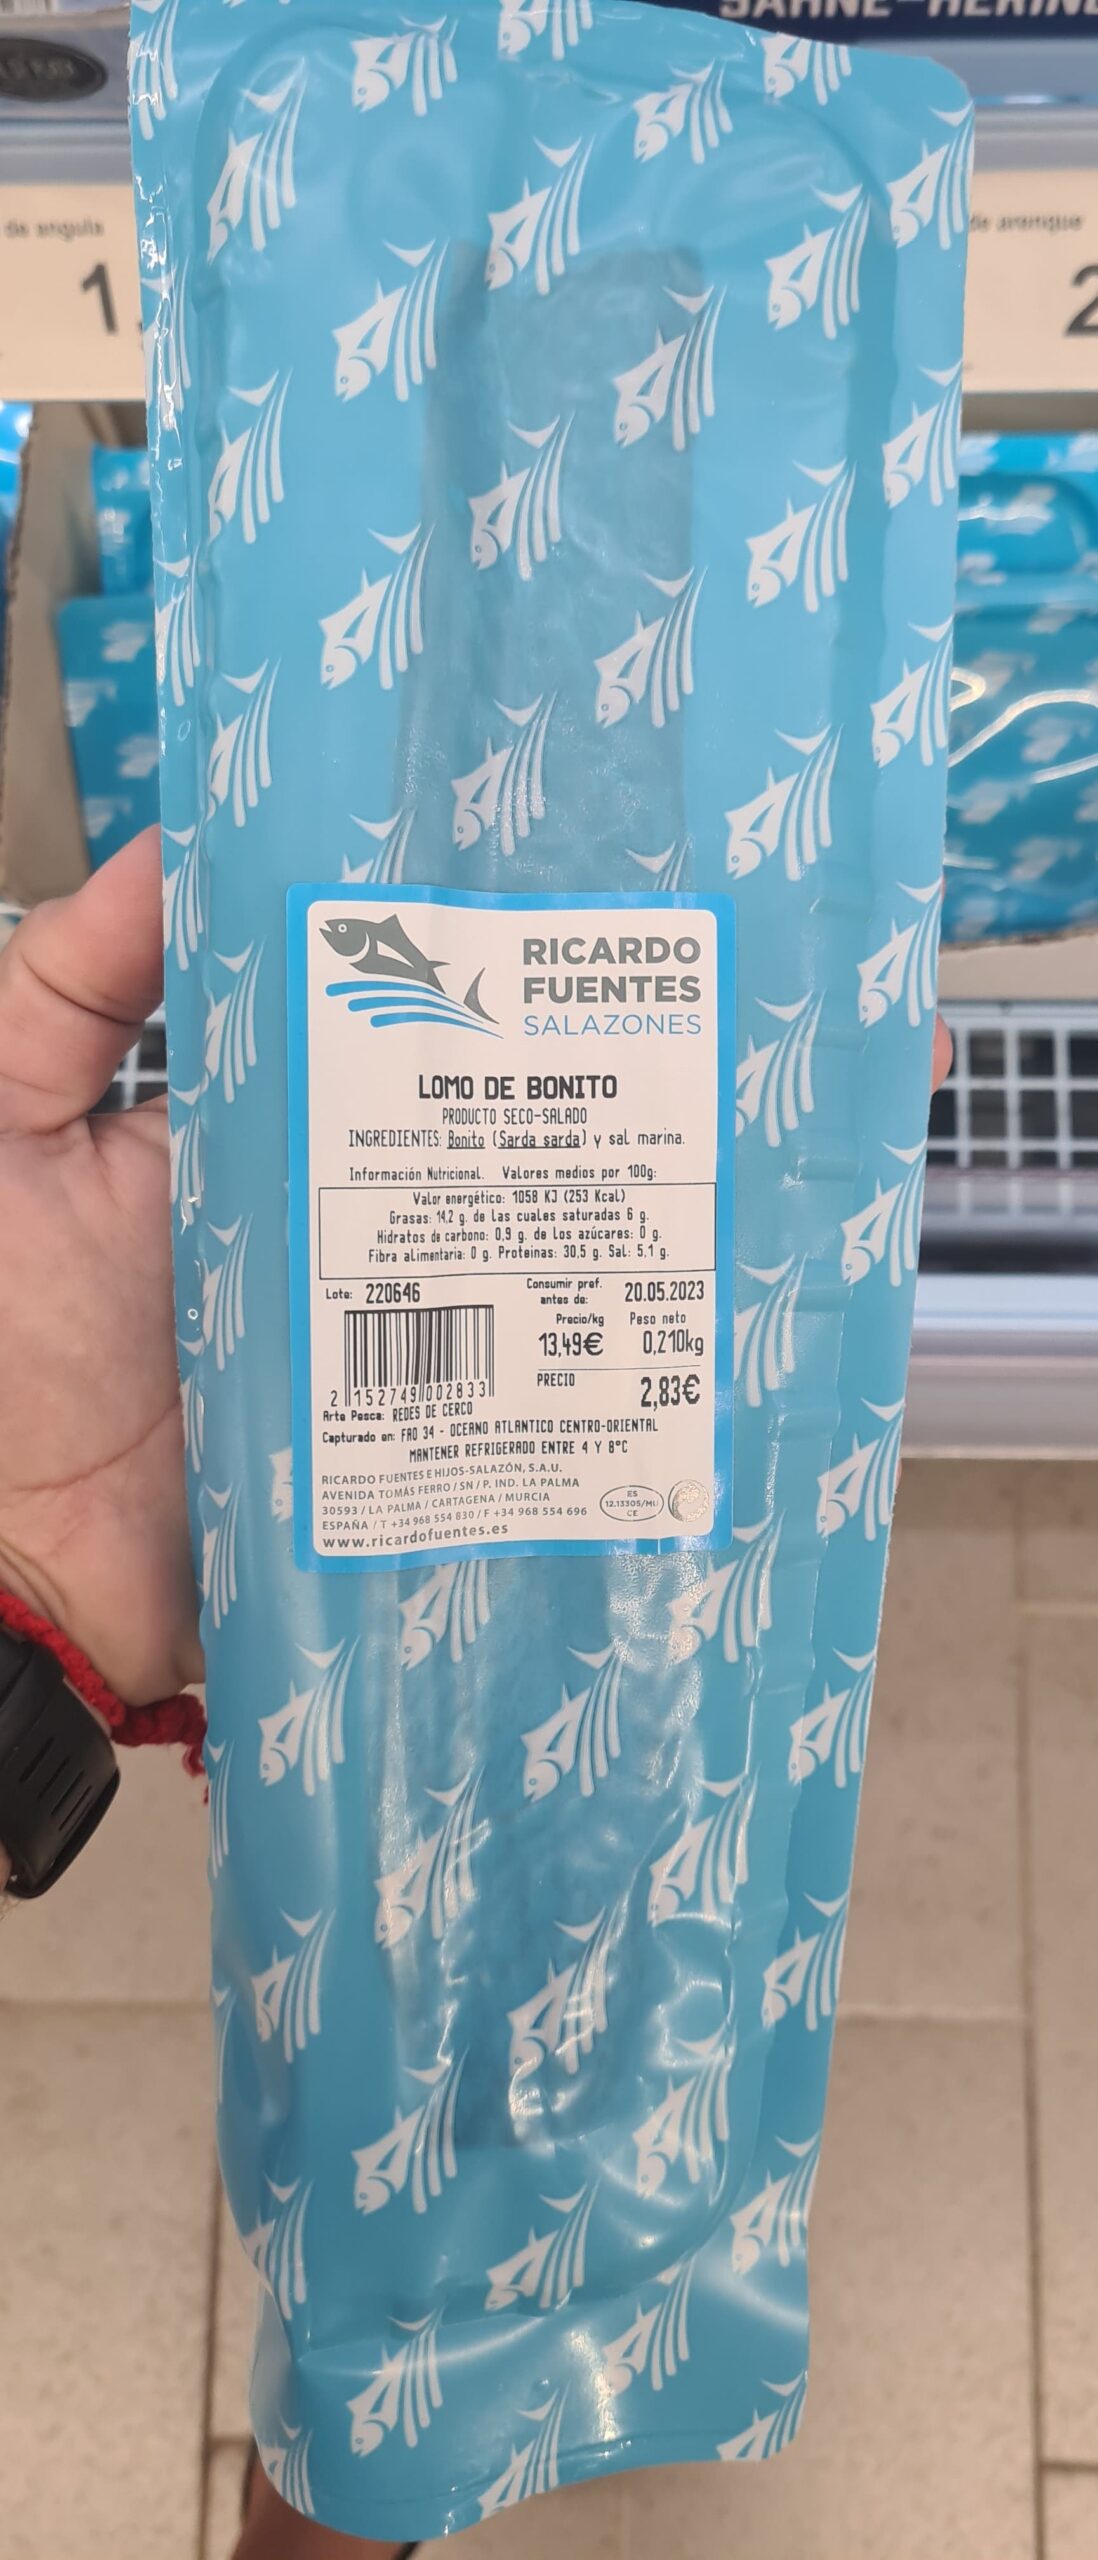 SAHNE-HERING
de angula
1
de arenque
2
RICARDO
FUENTES
SALAZONES
LOMO DE BONITO
PRODUCTO SECO-SALADO
INGREDIENTES: Bonito (Sarda sarda) y sal marina.
Información Nutricional. Valores medios por 100g:
Valor energético: 1058 KJ (253 Kcal)
Grasas: 14,2 g. de las cuales saturadas 6 g.
Hidratos de carbono: 0,9 g. de los azúcares: 0 g.
Fibra alimentaria: 0 g. Proteinas: 30,5 g. Sal: 5,1 g.
Lote: 220646
Consumir pref. antes de: 20.05.2023
Precio/kg Peso neto
13,49€ 0,210kg
PRECIO 2,83€
2 152749 002833
Arte Pesca: REDES DE CERCO
Capturado en: FAO 34 - OCEANO ATLANTICO CENTRO-ORIENTAL
MANTENER REFRIGERADO ENTRE 4 Y 8ºC
RICARDO FUENTES E HIJOS-SALAZÓN, S.A.U.
AVENIDA TOMÁS FERRO / SN / P. IND. LA PALMA
30593 / LA PALMA / CARTAGENA / MURCIA
ESPAÑA / T +34 968 554 830 / F +34 968 554 696
www.ricardofuentes.es
ES
12.13305/MU
CE